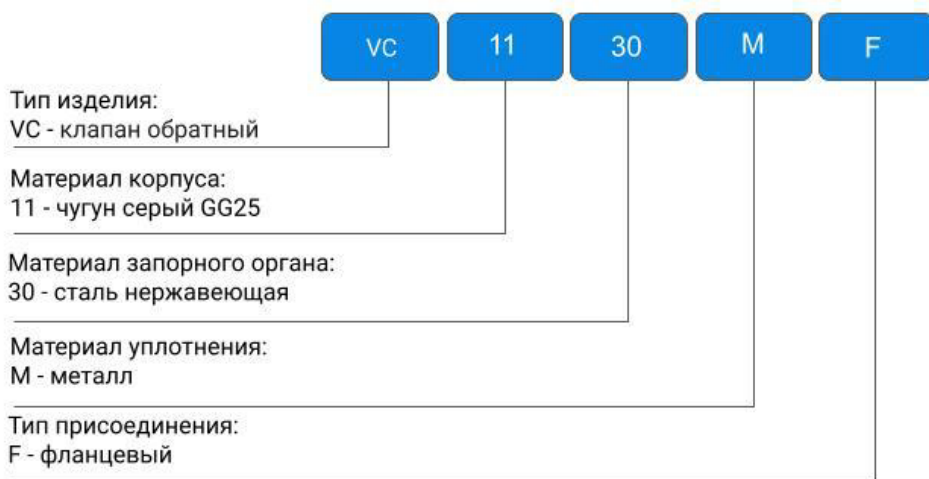 VC 11 30 M F
Тип изделия:
VC - клапан обратный
Материал корпуса:
11 - чугун серый GG25
Материал запорного органа:
30 - сталь нержавеющая
Материал уплотнения:
М - металл
Тип присоединения:
F - фланцевый